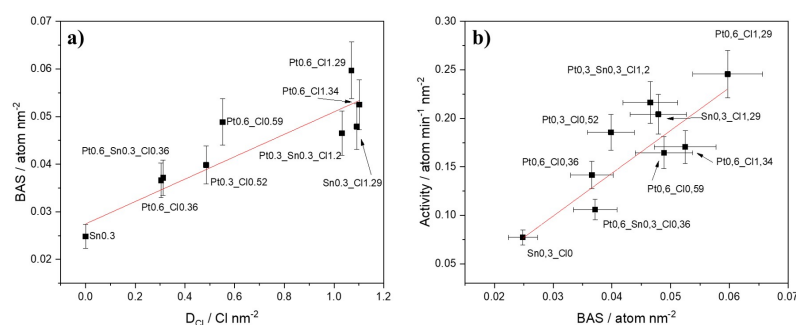 a)
0.07
0.06
0.05
0.04
0.03
0.02
BAS / atom nm⁻²
0.0 0.2 0.4 0.6 0.8 1.0 1.2
D_Cl / Cl nm⁻²
Pt0.6_Cl1.29
Pt0.6_Cl1.34
Pt0.6_Cl0.59
Pt0.6_Sn0.3_Cl0.36
Pt0.3_Sn0.3_Cl1.2
Sn0.3_Cl1.29
Pt0.3_Cl0.52
Pt0.6_Cl0.36
Sn0.3
b)
0.30
0.25
0.20
0.15
0.10
0.05
0.00
Activity / atom min⁻¹ nm⁻²
0.02 0.03 0.04 0.05 0.06 0.07
BAS / atom nm⁻²
Pt0,6_Cl1,29
Pt0,3_Sn0,3_Cl1,2
Pt0,3_Cl0,52
Sn0,3_Cl1,29
Pt0,6_Cl0,36
Pt0,6_Cl1,34
Pt0,6_Cl0,59
Pt0,6_Sn0,3_Cl0,36
Sn0,3_Cl0